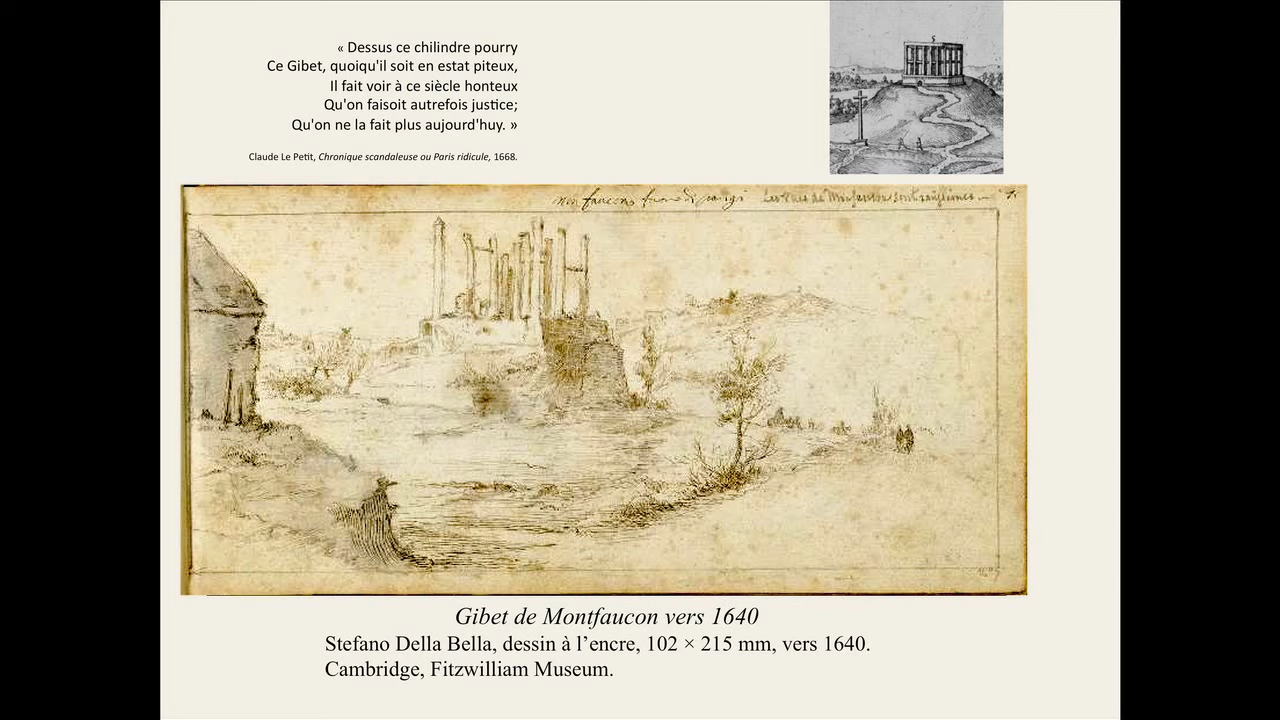 « Dessus ce chilindre pourry
Ce Gibet, quoiqu'il soit en estat piteux,
Il fait voir à ce siècle honteux
Qu'on faisoit autrefois justice;
Qu'on ne la fait plus aujourd'huy. »
Claude Le Petit, Chronique scandaleuse ou Paris ridicule, 1668.
Gibet de Montfaucon vers 1640
Stefano Della Bella, dessin à l’encre, 102 × 215 mm, vers 1640.
Cambridge, Fitzwilliam Museum.